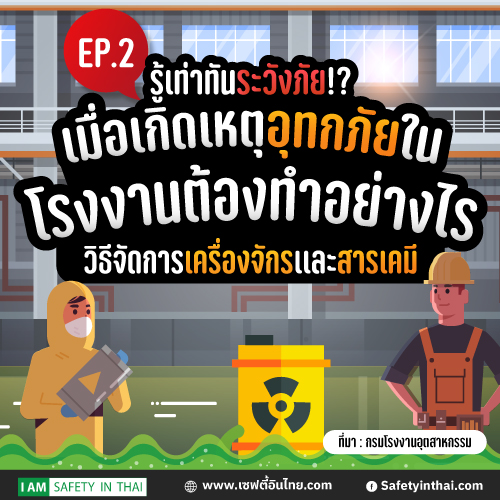 EP.2
รู้เท่าทันระวังภัย!?
เมื่อเกิดเหตุอุทกภัยใน
โรงงานต้องทำอย่างไร
วิธีจัดการเครื่องจักรและสารเคมี
ที่มา : กรมโรงงานอุตสาหกรรม
I AM SAFETY IN THAI
www.เซฟตี้อินไทย.com
Safetyinthai.com